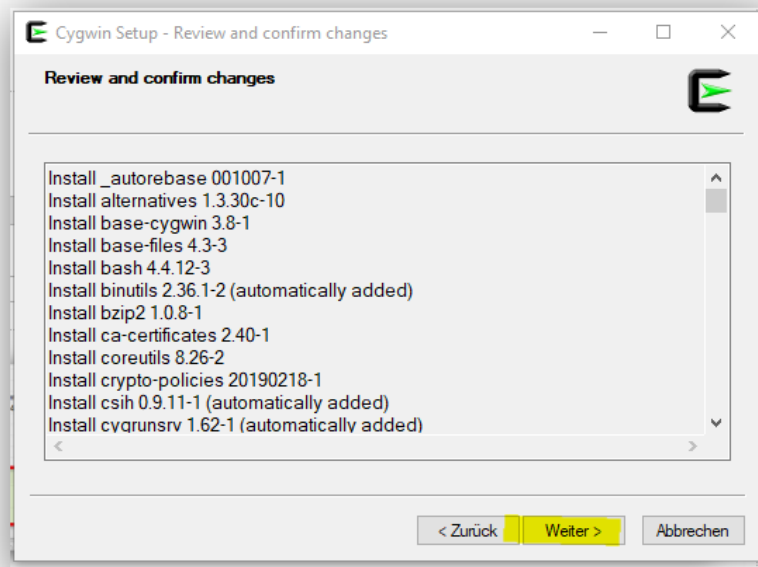 Cygwin Setup - Review and confirm changes
Review and confirm changes
Install _autorebase 001007-1
Install alternatives 1.3.30c-10
Install base-cygwin 3.8-1
Install base-files 4.3-3
Install bash 4.4.12-3
Install binutils 2.36.1-2 (automatically added)
Install bzip2 1.0.8-1
Install ca-certificates 2.40-1
Install coreutils 8.26-2
Install crypto-policies 20190218-1
Install csih 0.9.11-1 (automatically added)
Install cygrunsrv 1.62-1 (automatically added)
< Zurück Weiter > Abbrechen